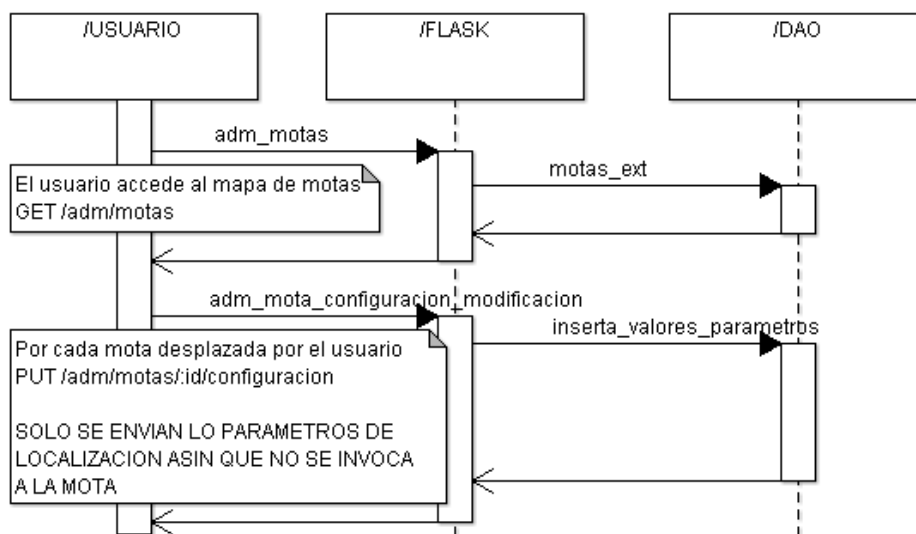 /USUARIO
/FLASK
/DAO
adm_motas
motas_ext
El usuario accede al mapa de motas
GET /adm/motas
adm_mota_configuracion_modificacion
inserta_valores_parametros
Por cada mota desplazada por el usuario
PUT /adm/motas/:id/configuracion
SOLO SE ENVIAN LO PARAMETROS DE
LOCALIZACION ASIN QUE NO SE INVOCA
A LA MOTA